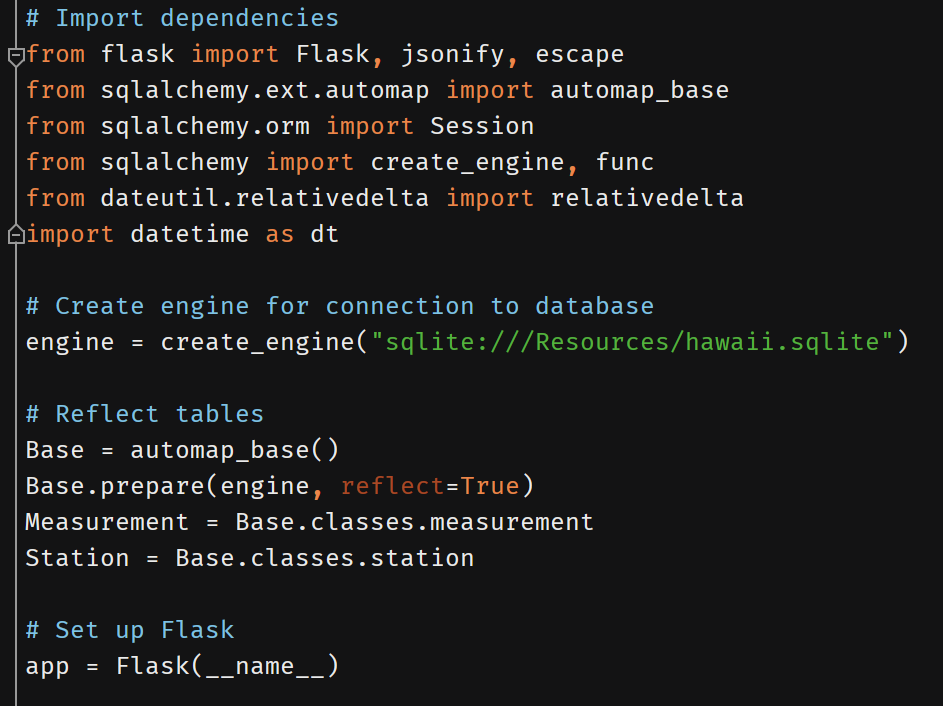 # Import dependencies
from flask import Flask, jsonify, escape
from sqlalchemy.ext.automap import automap_base
from sqlalchemy.orm import Session
from sqlalchemy import create_engine, func
from dateutil.relativedelta import relativedelta
import datetime as dt
# Create engine for connection to database
engine = create_engine("sqlite:///Resources/hawaii.sqlite")
# Reflect tables
Base = automap_base()
Base.prepare(engine, reflect=True)
Measurement = Base.classes.measurement
Station = Base.classes.station
# Set up Flask
app = Flask(__name__)